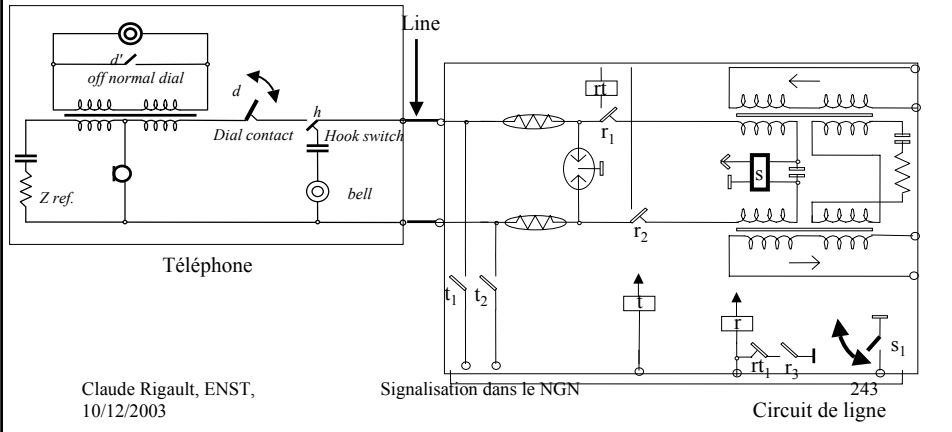 Line
d'
off normal dial
d
Dial contact
h
Hook switch
bell
Z ref.
rt
r1
s
r2
Téléphone
t1
t2
t
r
rt1
r3
s1
Claude Rigault, ENST,
10/12/2003
Signalisation dans le NGN
243
Circuit de ligne